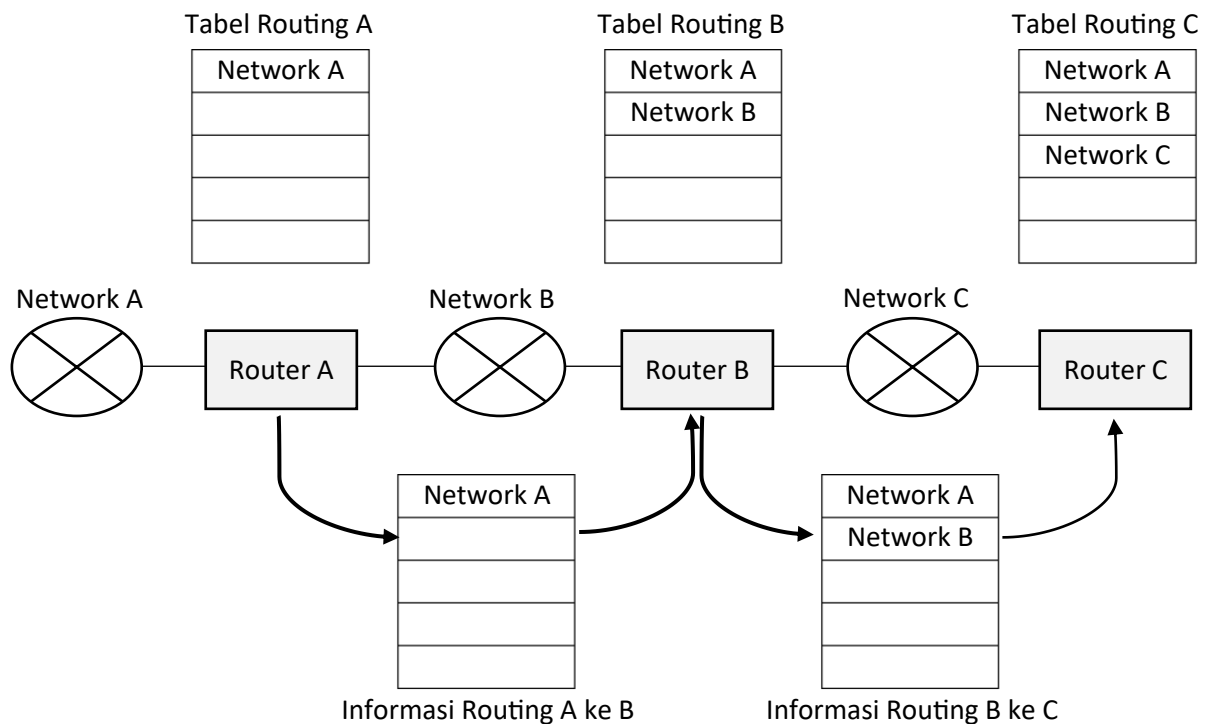 Tabel Routing A
Tabel Routing B
Tabel Routing C
Network A
Network A
Network B
Network A
Network B
Network C
Network A
Network B
Network C
Router A
Router B
Router C
Network A
Network A
Network B
Informasi Routing A ke B
Informasi Routing B ke C